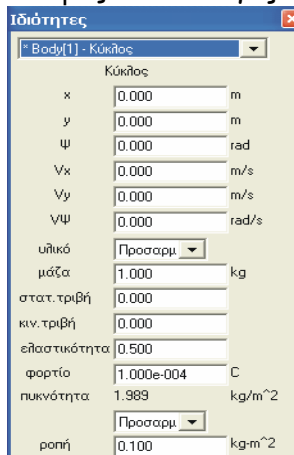 Ιδιότητες
* Body[1] - Κύκλος
Κύκλος
x 0.000 m
y 0.000 m
Ψ 0.000 rad
Vx 0.000 m/s
Vy 0.000 m/s
VΨ 0.000 rad/s
υλικό Προσαρμ
μάζα 1.000 kg
στατ.τριβή 0.000
κιν.τριβή 0.000
ελαστικότητα 0.500
φορτίο 1.000e-004 C
πυκνότητα 1.989 kg/m^2
Προσαρμ
ροπή 0.100 kg-m^2